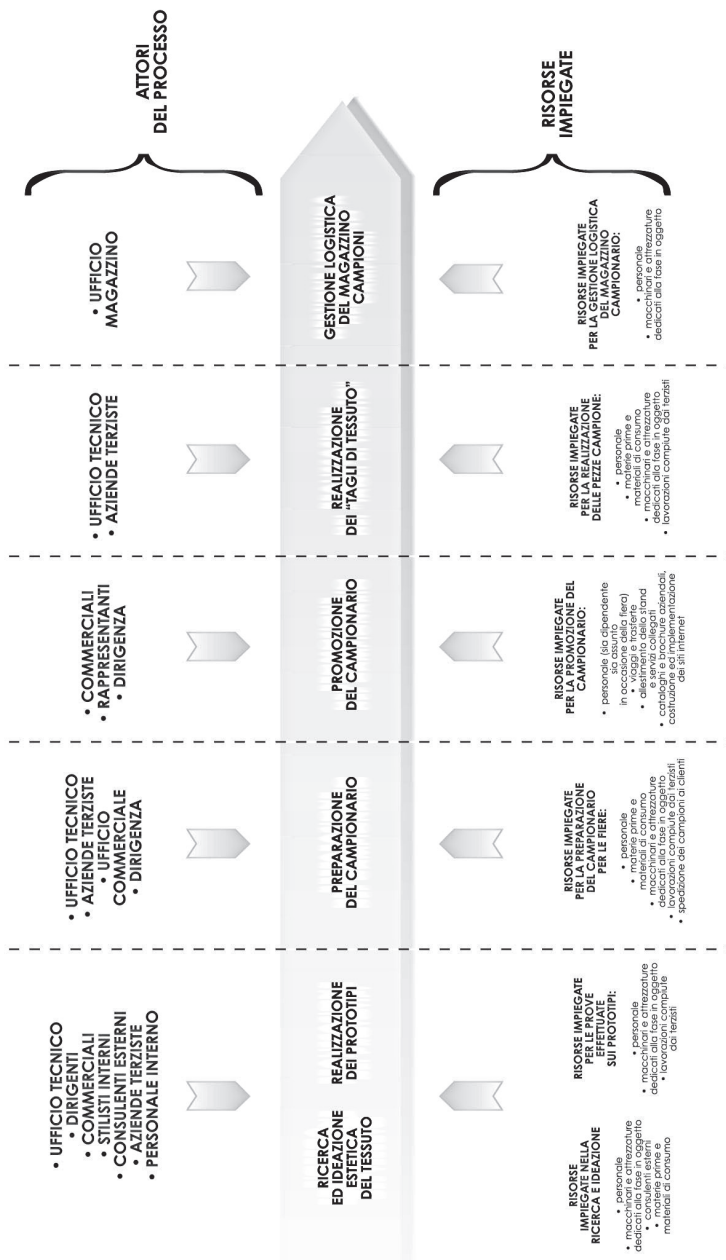 • UFFICIO TECNICO
• DIRIGENTI
• COMMERCIALI
• STILISTI INTERNI
• CONSULENTI ESTERNI
• AZIENDE TERZISTE
• PERSONALE INTERNO
• UFFICIO TECNICO
• AZIENDE TERZISTE
• UFFICIO
COMMERCIALE
• DIRIGENZA
• COMMERCIALI
• RAPPRESENTANTI
• DIRIGENZA
• UFFICIO TECNICO
• AZIENDE TERZISTE
• UFFICIO
MAGAZZINO
ATTORI
DEL PROCESSO
RICERCA
ED IDEAZIONE
ESTETICA
DEL TESSUTO
REALIZZAZIONE
DEI PROTOTIPI
PREPARAZIONE
DEL CAMPIONARIO
PROMOZIONE
DEL CAMPIONARIO
REALIZZAZIONE
DEI “TAGLI DI TESSUTO”
GESTIONE LOGISTICA
DEL MAGAZZINO
CAMPIONI
RISORSE
IMPIEGATE NELLA
RICERCA E IDEAZIONE
• personale
• macchinari e attrezzature
dedicati alla fase in oggetto
• consulenti esterni
• materie prime e
materiali di consumo
RISORSE IMPIEGATE
PER LE PROVE
EFFETTUATE
SUI PROTOTIPI:
• personale
• macchinari e attrezzature
dedicati alla fase in oggetto
• lavorazioni compiute
dai terzisti
RISORSE IMPIEGATE
PER LA PREPARAZIONE
DEL CAMPIONARIO
PER LE FIERE:
• personale
• materie prime e
materiali di consumo
• macchinari e attrezzature
dedicati alla fase in oggetto
• lavorazioni compiute dai terzisti
• spedizione dei campioni ai clienti
RISORSE IMPIEGATE
PER LA PROMOZIONE DEL
CAMPIONARIO:
• personale (sia dipendente
sia assunto
in occasione della fiera)
• viaggi e trasferte
• allestimento dello stand
e servizi collegati
• cataloghi e brochure aziendali,
costruzione ed implementazione
dei siti internet
RISORSE IMPIEGATE
PER LA REALIZZAZIONE
DELLE PEZZE CAMPIONE:
• personale
• materie prime e
materiali di consumo
• macchinari e attrezzature
dedicati alla fase in oggetto
• lavorazioni compiute dai terzisti
RISORSE IMPIEGATE
PER LA GESTIONE LOGISTICA
DEL MAGAZZINO
CAMPIONARIO:
• personale
• macchinari e attrezzature
dedicati alla fase in oggetto
RISORSE
IMPIEGATE